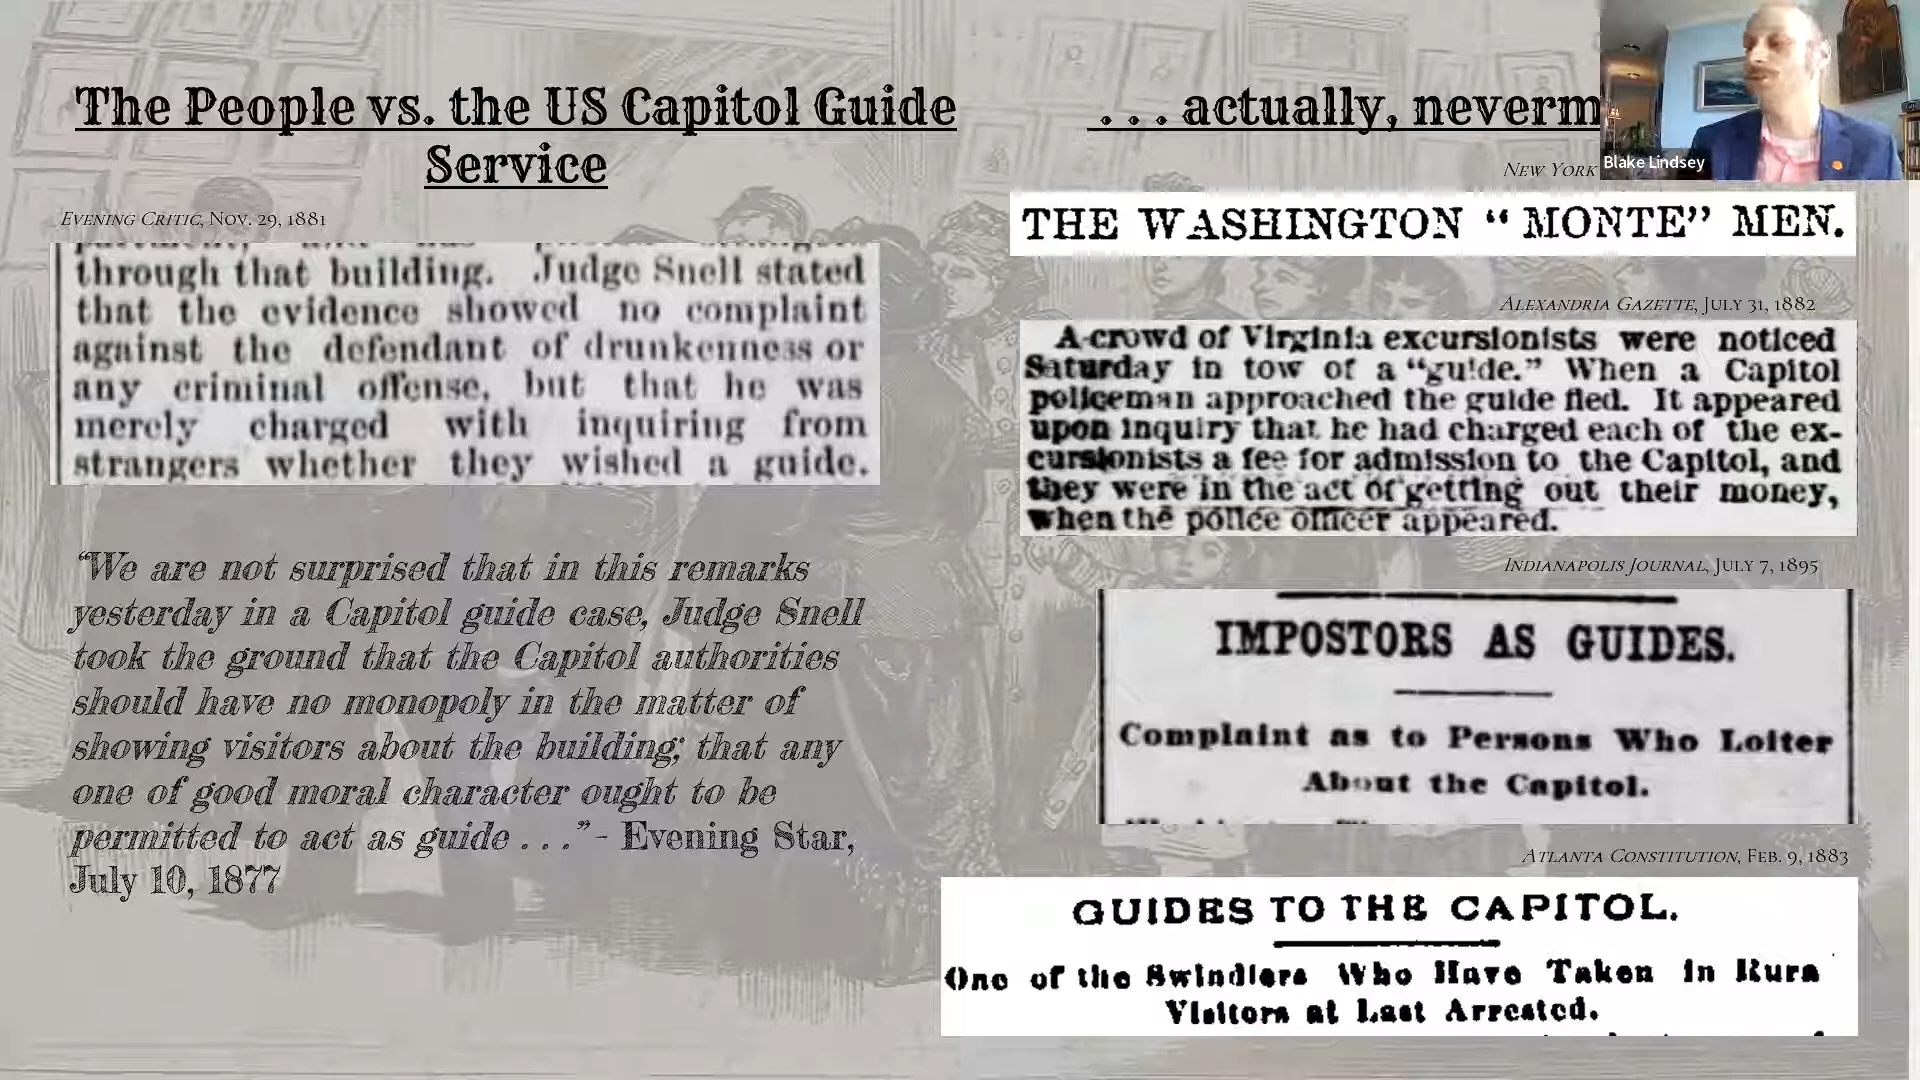 The People vs. the US Capitol Guide
Service
EVENING CRITIC, NOV. 29, 1881
through that building. Judge Snell stated
that the evidence showed no complaint
against the defendant of drunkenness or
any criminal offense, but that he was
merely charged with inquiring from
strangers whether they wished a guide.
“We are not surprised that in this remarks
yesterday in a Capitol guide case, Judge Snell
took the ground that the Capitol authorities
should have no monopoly in the matter of
showing visitors about the building; that any
one of good moral character ought to be
permitted to act as guide . . .” - Evening Star,
July 10, 1877
. . . actually, neverm
NEW YORK
Blake Lindsey
THE WASHINGTON “ MONTE” MEN.
ALEXANDRIA GAZETTE, JULY 31, 1882
A crowd of Virginia excursionists were noticed
Saturday in tow of a “guide.” When a Capitol
policeman approached the guide fled. It appeared
upon inquiry that he had charged each of the ex-
cursionists a fee for admission to the Capitol, and
they were in the act of getting out their money,
when the police officer appeared.
INDIANAPOLIS JOURNAL, JULY 7, 1895
IMPOSTORS AS GUIDES.
Complaint as to Persons Who Loiter
About the Capitol.
ATLANTA CONSTITUTION, FEB. 9, 1883
GUIDES TO THE CAPITOL.
One of the Swindlers Who Have Taken in Rura
Visitors at Last Arrested.